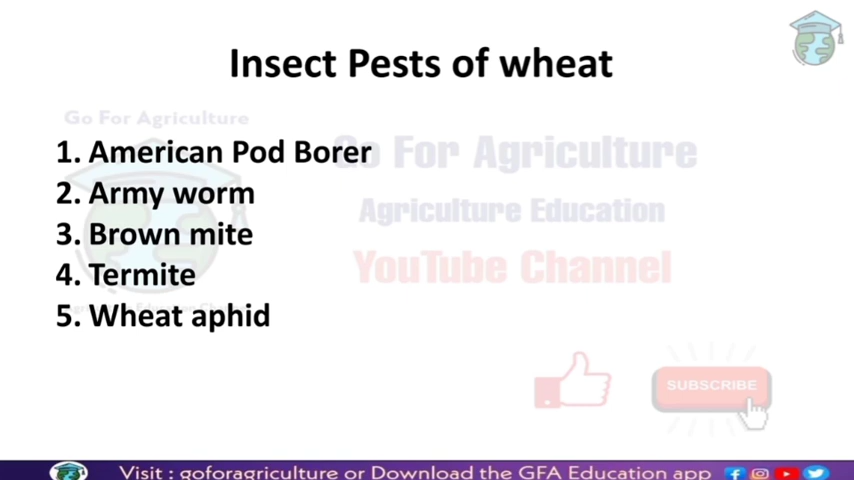 Insect Pests of wheat
Go For Agriculture
Go For Agriculture
1. American Pod Borer
2. Army worm
Agriculture Education
3. Brown mite
YouTube Channel
4. Termite
5. Wheat aphid
SUBSCRIBE
Visit : goforagriculture or Download the GFA Education app